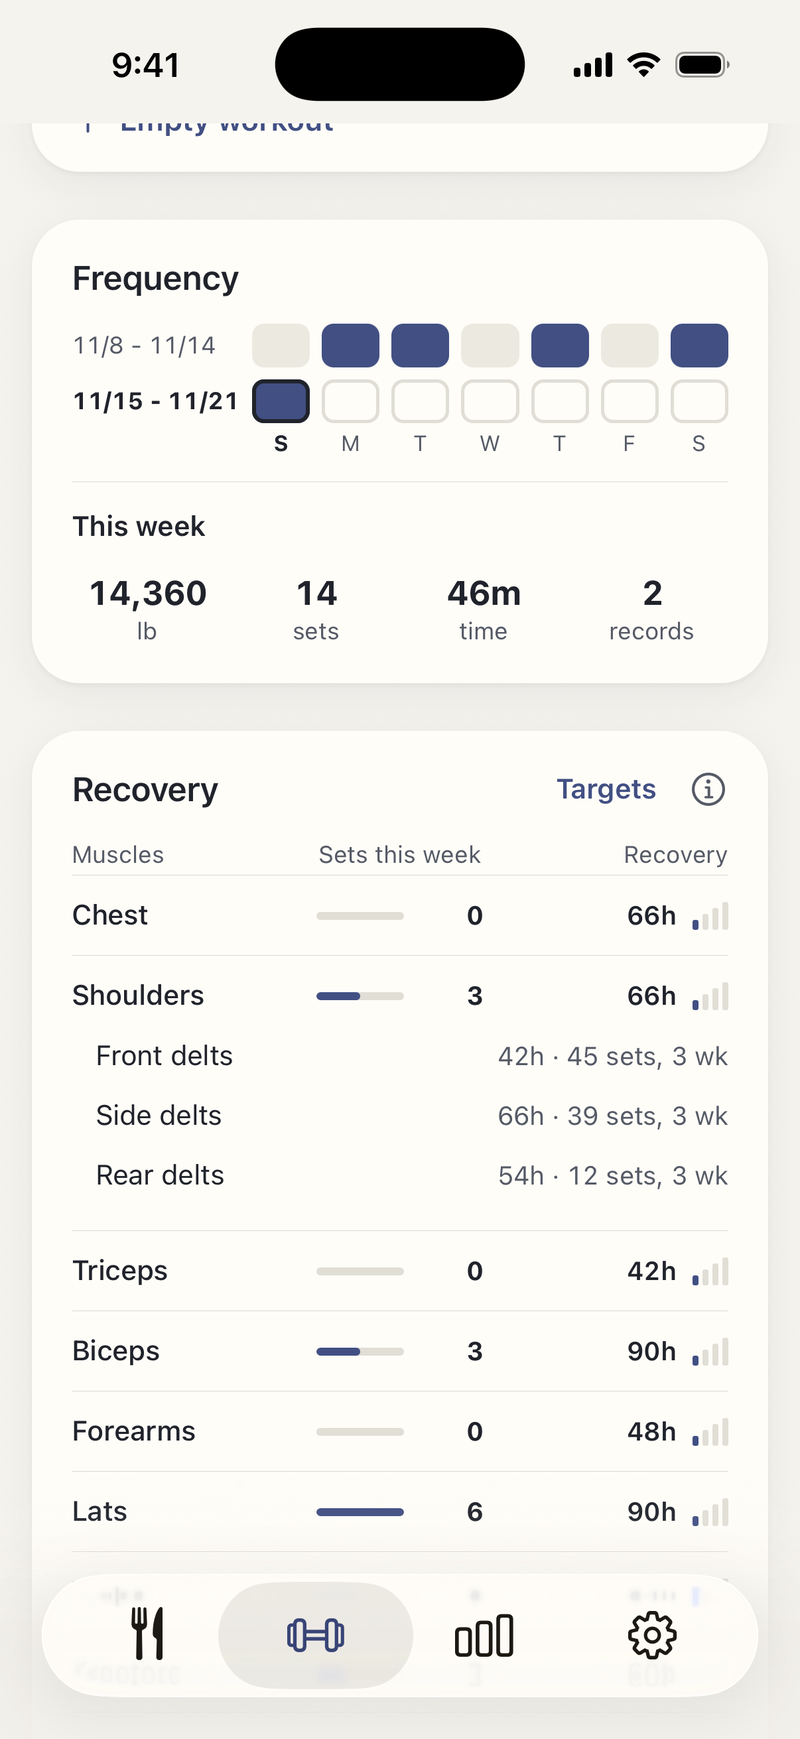 9:41
Empty workout
Frequency
11/8 - 11/14
11/15 - 11/21
S M T W T F S
This week
14,360 14 46m 2
lb sets time records
Recovery Targets
Muscles Sets this week Recovery
Chest 0 66h
Shoulders 3 66h
Front delts 42h · 45 sets, 3 wk
Side delts 66h · 39 sets, 3 wk
Rear delts 54h · 12 sets, 3 wk
Triceps 0 42h
Biceps 3 90h
Forearms 0 48h
Lats 6 90h